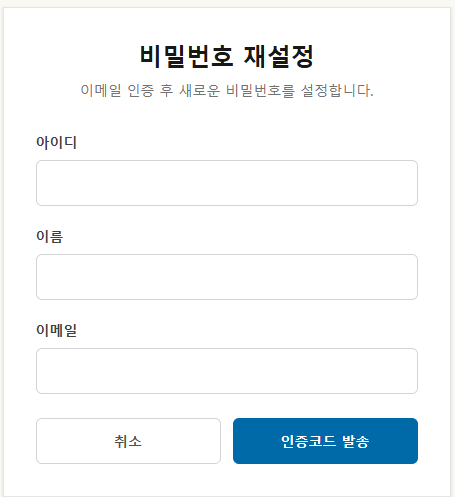 비밀번호 재설정
이메일 인증 후 새로운 비밀번호를 설정합니다.
아이디
이름
이메일
취소
인증코드 발송